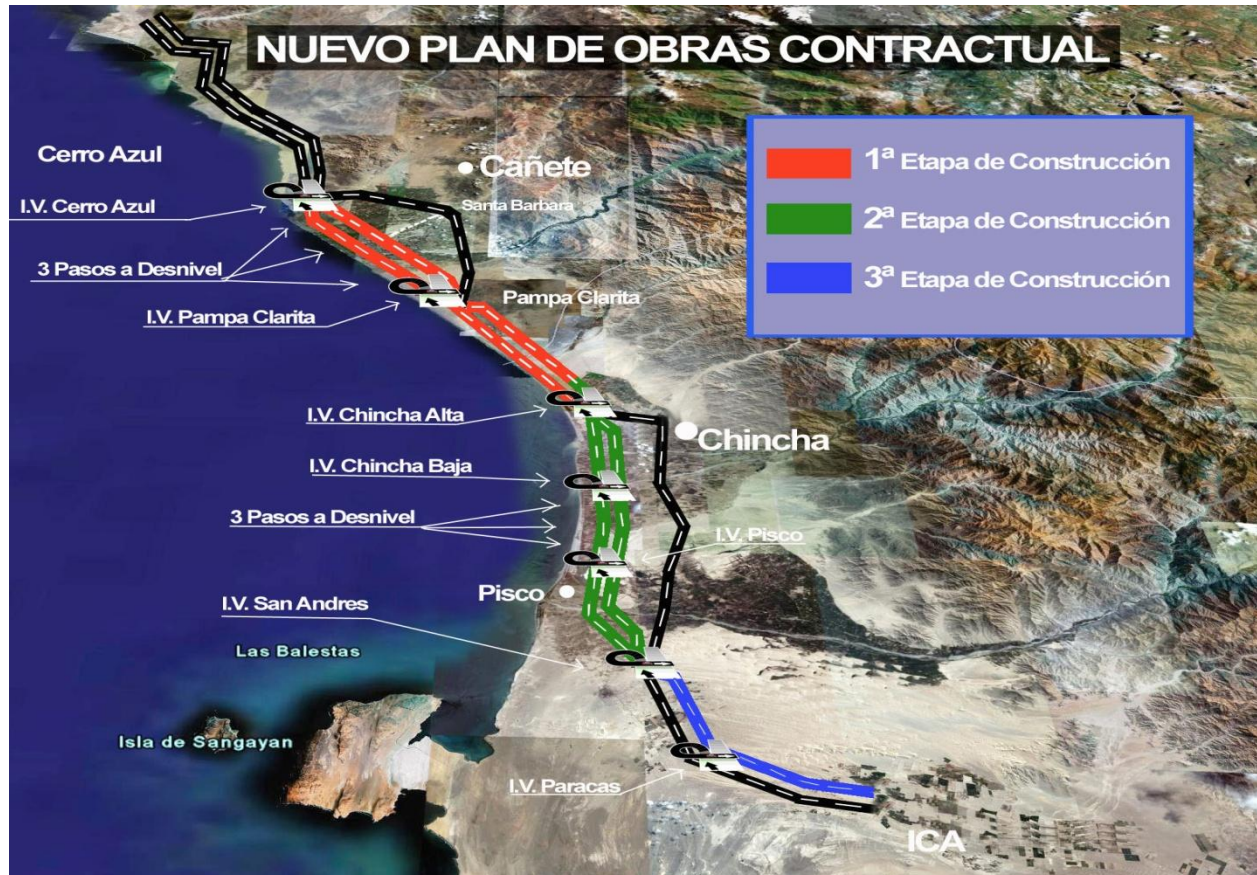 NUEVO PLAN DE OBRAS CONTRACTUAL
1ª Etapa de Construcción
2ª Etapa de Construcción
3ª Etapa de Construcción
Cerro Azul
Cañete
I.V. Cerro Azul
Santa Barbara
3 Pasos a Desnivel
Pampa Clarita
I.V. Pampa Clarita
I.V. Chincha Alta
Chincha
I.V. Chincha Baja
3 Pasos a Desnivel
I.V. Pisco
Pisco
I.V. San Andres
Las Balestas
Isla de Sangayan
I.V. Paracas
ICA